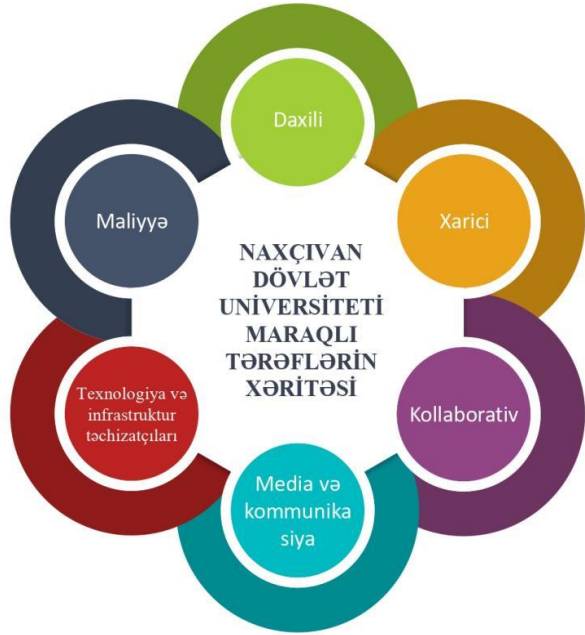 Daxili
Maliyyə
Xarici
NAXÇIVAN
DÖVLƏT
UNİVERSİTETİ
MARAQLI
TƏRƏFLƏRİN
XƏRİTƏSİ
Texnologiya və
infrastruktur
təchizatçıları
Kollaborativ
Media və
kommunika
siya